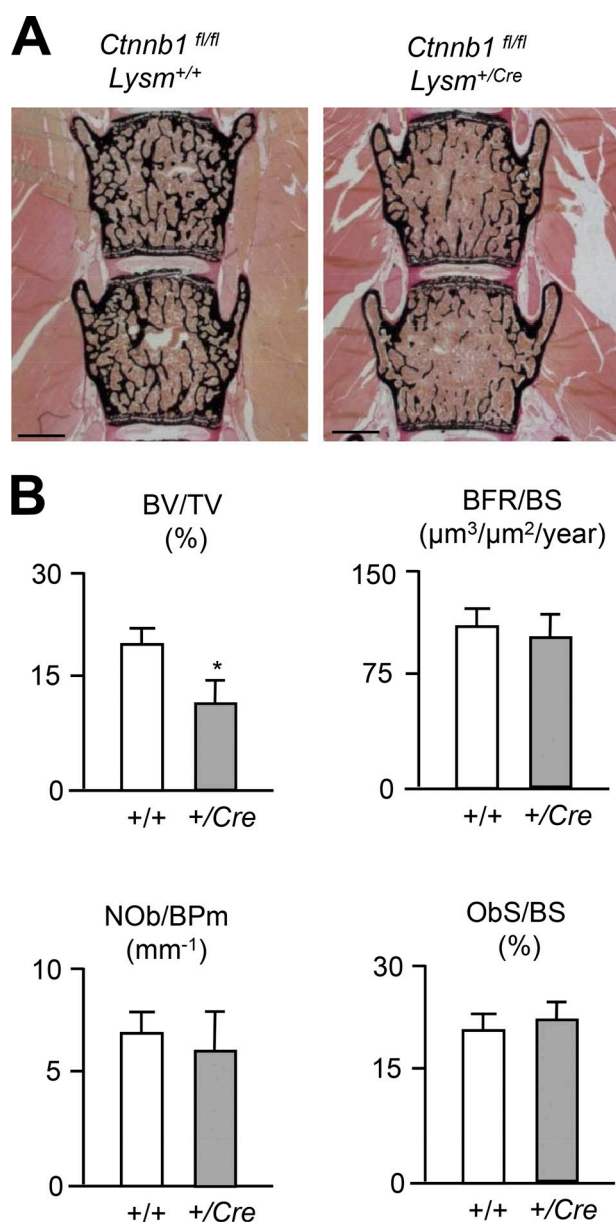 A
Ctnnb1 fl/fl
Lysm+/+
Ctnnb1 fl/fl
Lysm+/Cre
B
BV/TV
(%)
30
15
0
+/+ +/Cre
*
BFR/BS
(µm³/µm²/year)
150
75
0
+/+ +/Cre
NOb/BPm
(mm-1)
10
5
0
+/+ +/Cre
ObS/BS
(%)
30
15
0
+/+ +/Cre